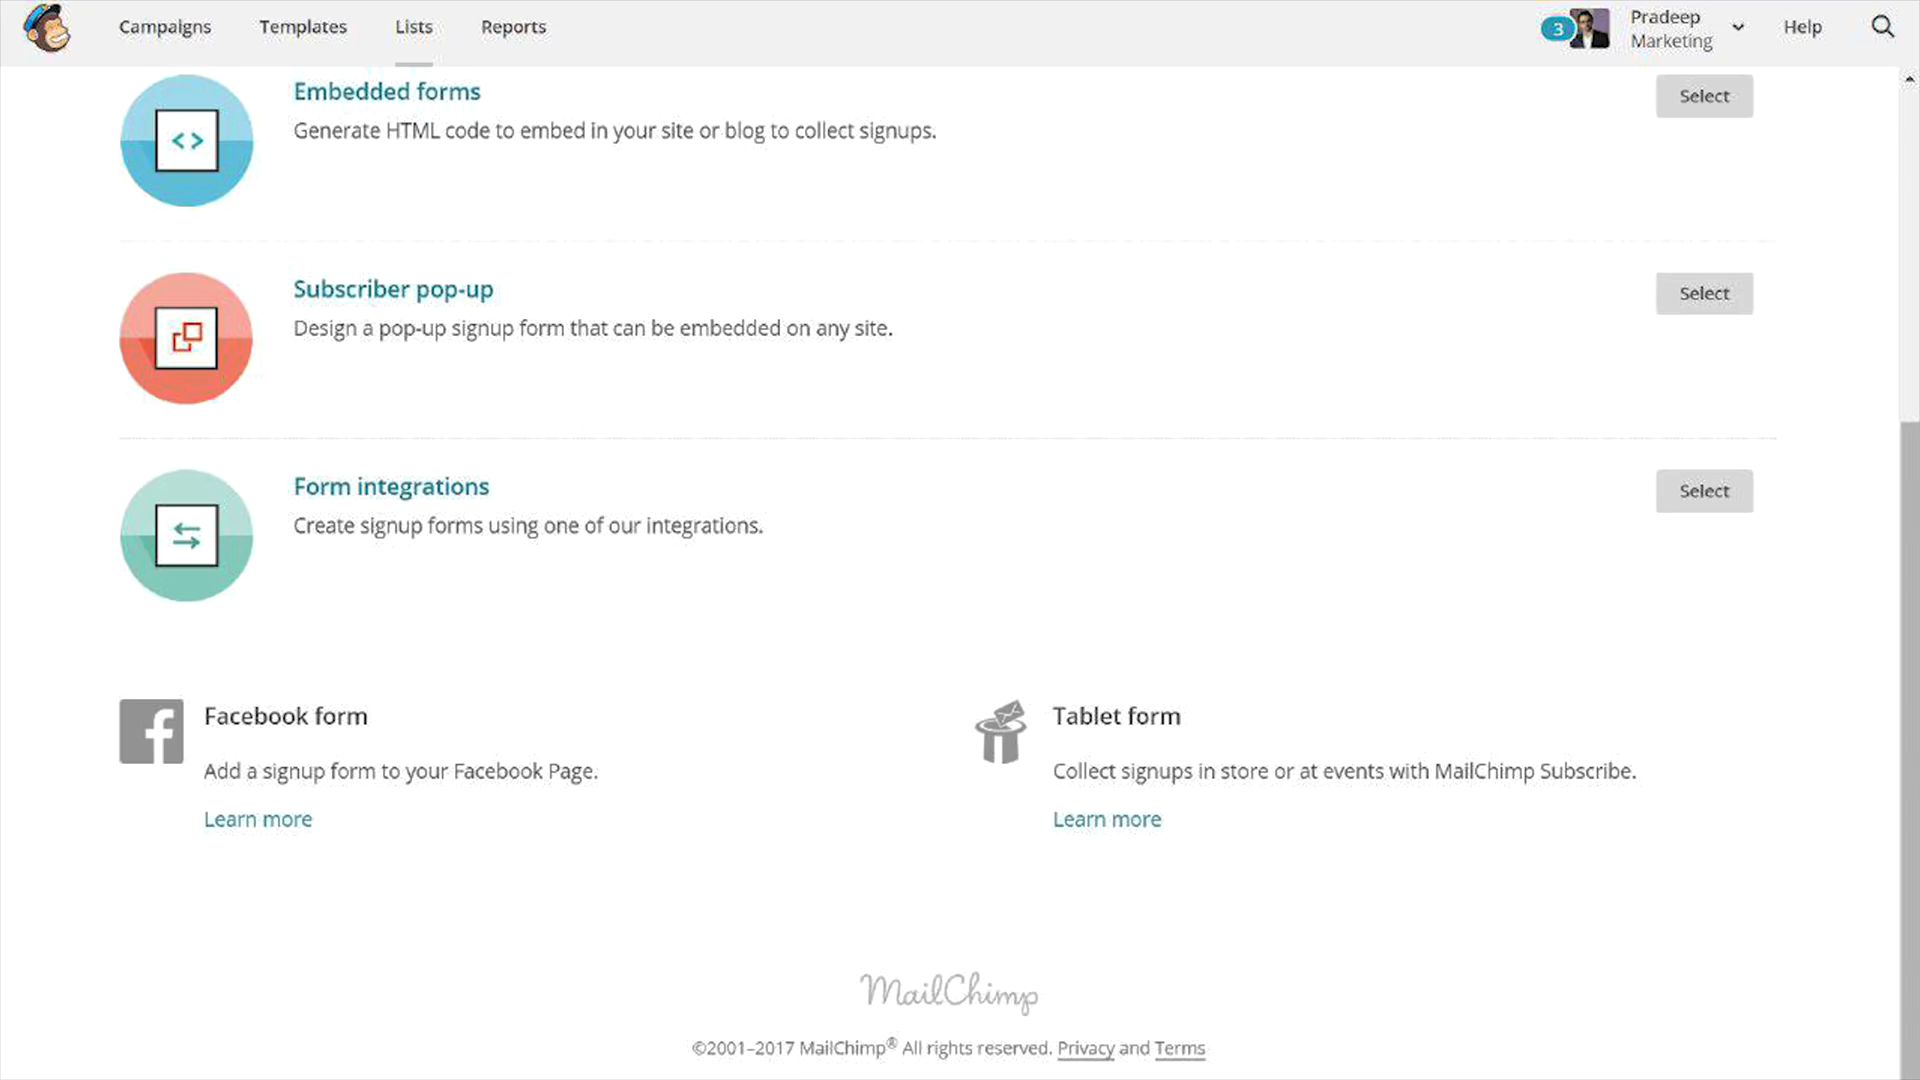 Campaigns Templates Lists Reports 3 Pradeep Help
Marketing
Embedded forms Select
Generate HTML code to embed in your site or blog to collect signups.
Subscriber pop-up Select
Design a pop-up signup form that can be embedded on any site.
Form integrations Select
Create signup forms using one of our integrations.
Facebook form
Add a signup form to your Facebook Page.
Learn more
Tablet form
Collect signups in store or at events with MailChimp Subscribe.
Learn more
MailChimp
©2001–2017 MailChimp® All rights reserved. Privacy and Terms